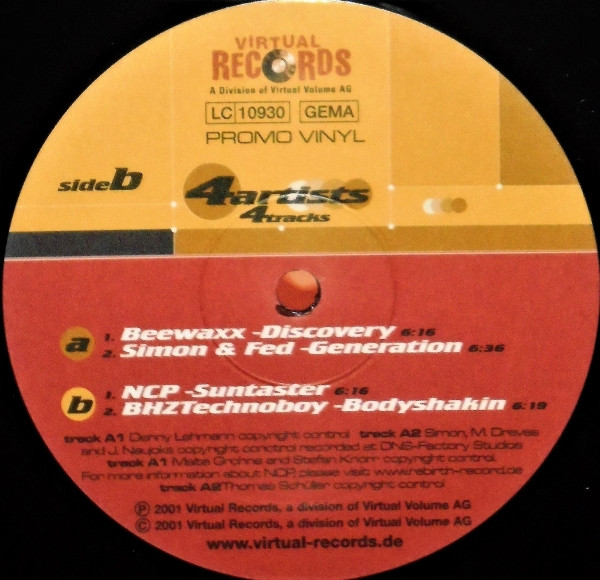 VIRTUAL
RECORDS
A Division of Virtual Volume AG
LC 10930 GEMA
PROMO VINYL
side b
4artists
4tracks
a
1. Beewaxx -Discovery 6:16
2. Simon & Fed -Generation 6:36
b
1. NCP -Suntaster 6:16
2. BHZTechnoboy -Bodyshakin 6:19
track A1 Danny Lehmann copyright control track A2 Simon, M. Dreves
and J. Naujoks copyright conctrol recorded at DNS-Factory Studios
track A1 Malte Grohne and Stefan Knorr copyright control.
For more information about NCP, please visit www.rebirth-record.de
track A2 Thomas Schüller copyright control
℗ 2001 Virtual Records, a division of Virtual Volume AG
© 2001 Virtual Records, a division of Virtual Volume AG
www.virtual-records.de